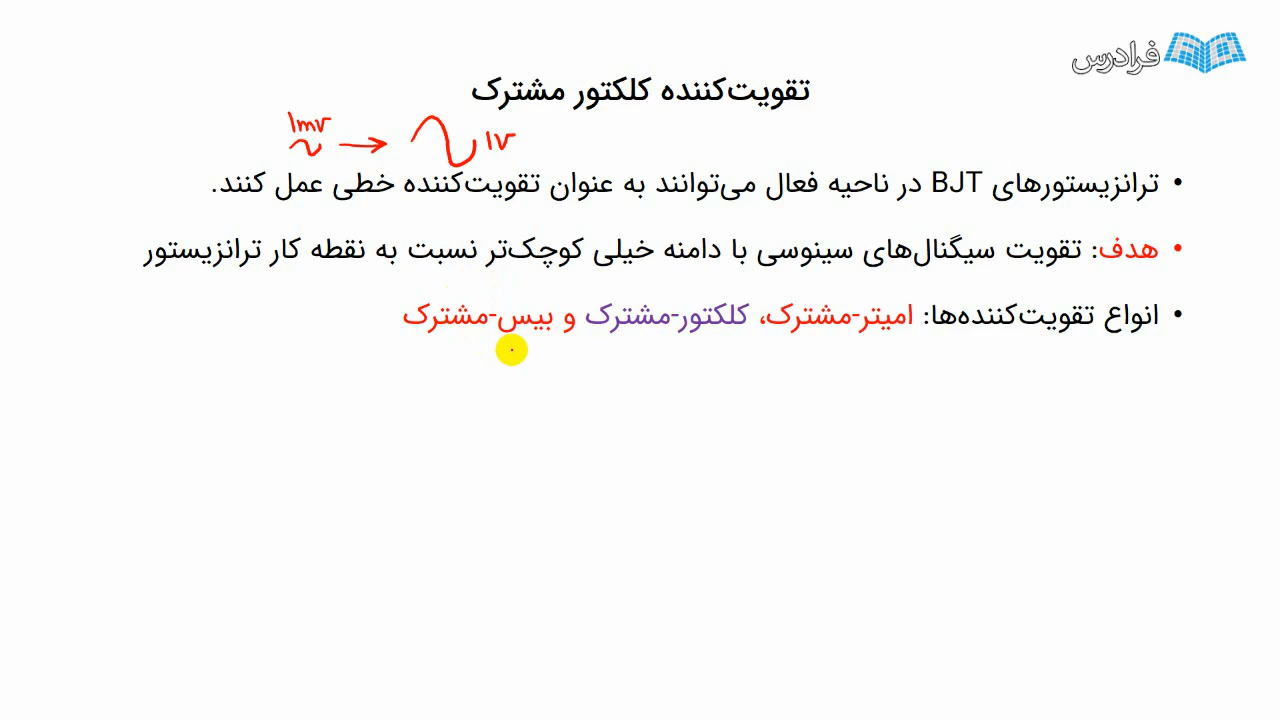 فرادرس
تقویت‌کننده کلکتور مشترک
1mv
1v
• ترانزیستورهای BJT در ناحیه فعال می‌توانند به عنوان تقویت‌کننده خطی عمل کنند.
• هدف: تقویت سیگنال‌های سینوسی با دامنه خیلی کوچک‌تر نسبت به نقطه کار ترانزیستور
• انواع تقویت‌کننده‌ها: امیتر-مشترک، کلکتور-مشترک و بیس-مشترک